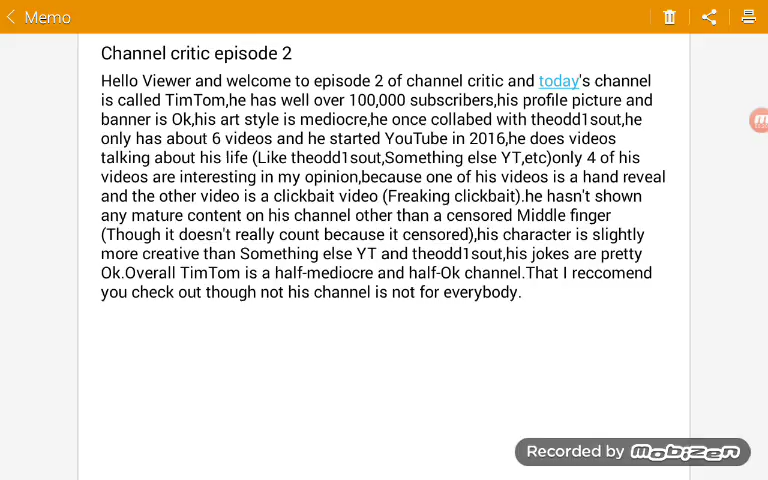 Memo
Channel critic episode 2
Hello Viewer and welcome to episode 2 of channel critic and today's channel
is called TimTom,he has well over 100,000 subscribers,his profile picture and
banner is Ok,his art style is mediocre,he once collabed with theodd1sout,he
only has about 6 videos and he started YouTube in 2016,he does videos
talking about his life (Like theodd1sout,Something else YT,etc)only 4 of his
videos are interesting in my opinion,because one of his videos is a hand reveal
and the other video is a clickbait video (Freaking clickbait).he hasn't shown
any mature content on his channel other than a censored Middle finger
(Though it doesn't really count because it censored),his character is slightly
more creative than Something else YT and theodd1sout,his jokes are pretty
Ok.Overall TimTom is a half-mediocre and half-Ok channel.That I reccomend
you check out though not his channel is not for everybody.
Recorded by mobizen